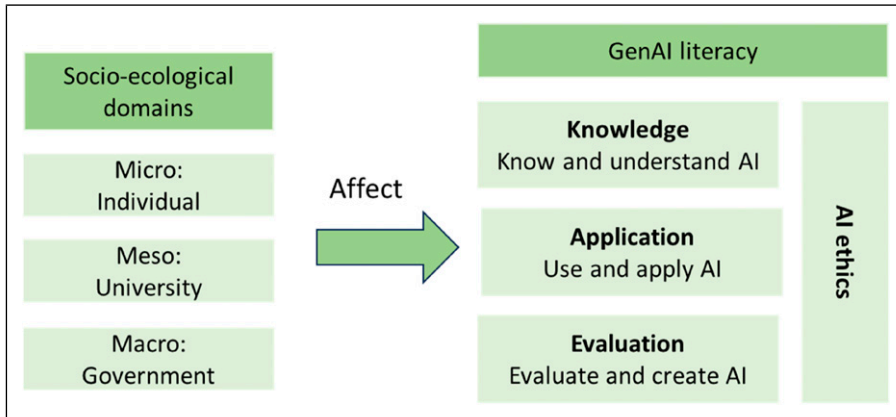 Socio-ecological
domains
Micro:
Individual
Meso:
University
Macro:
Government
Affect
GenAI literacy
Knowledge
Know and understand AI
Application
Use and apply AI
Evaluation
Evaluate and create AI
AI ethics